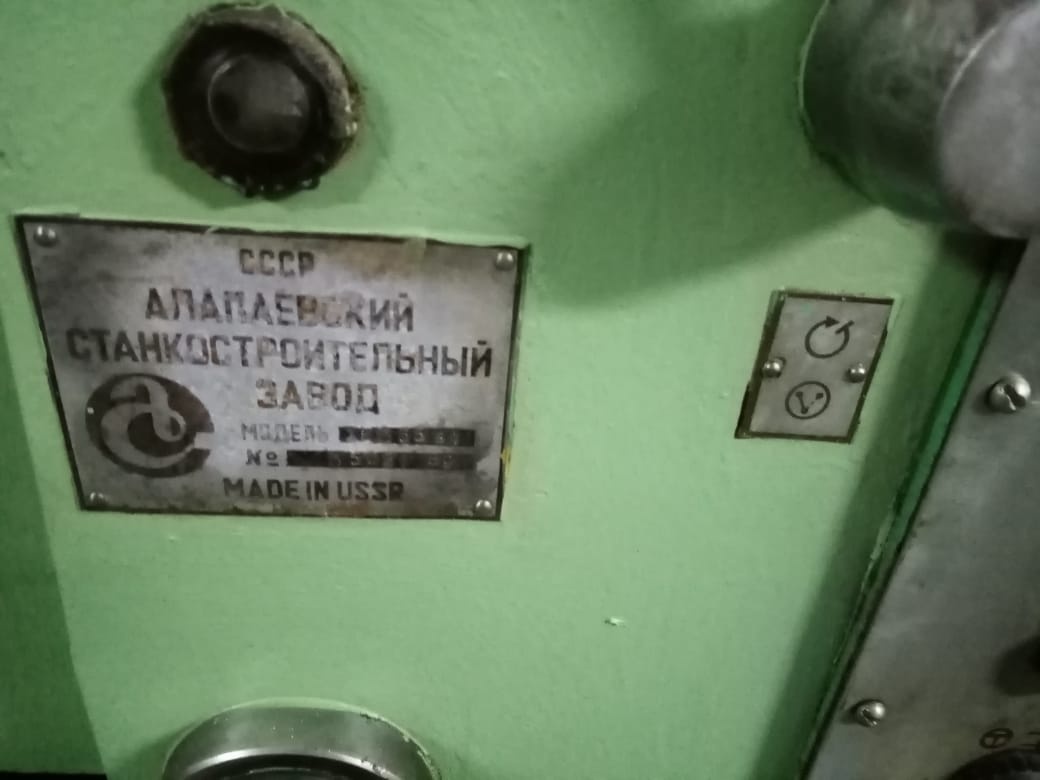 СССР
АЛАПАЕВСКИЙ
СТАНКОСТРОИТЕЛЬНЫЙ
ЗАВОД
МОДЕЛЬ
№
MADE IN USSR